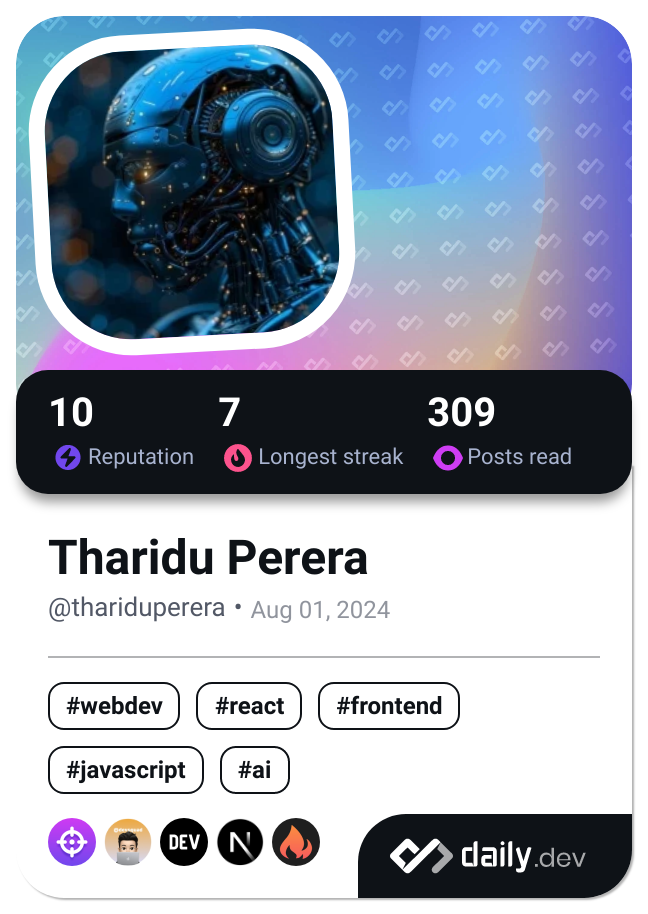 10 7 309
Reputation Longest streak Posts read
Tharidu Perera
@thariduperera • Aug 01, 2024
#webdev #react #frontend
#javascript #ai
DEV N
daily.dev